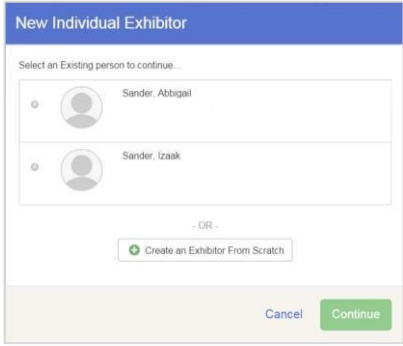 New Individual Exhibitor
Select an Existing person to continue...
Sander, Abbigail
Sander, Izaak
- OR -
Create an Exhibitor From Scratch
Cancel
Continue